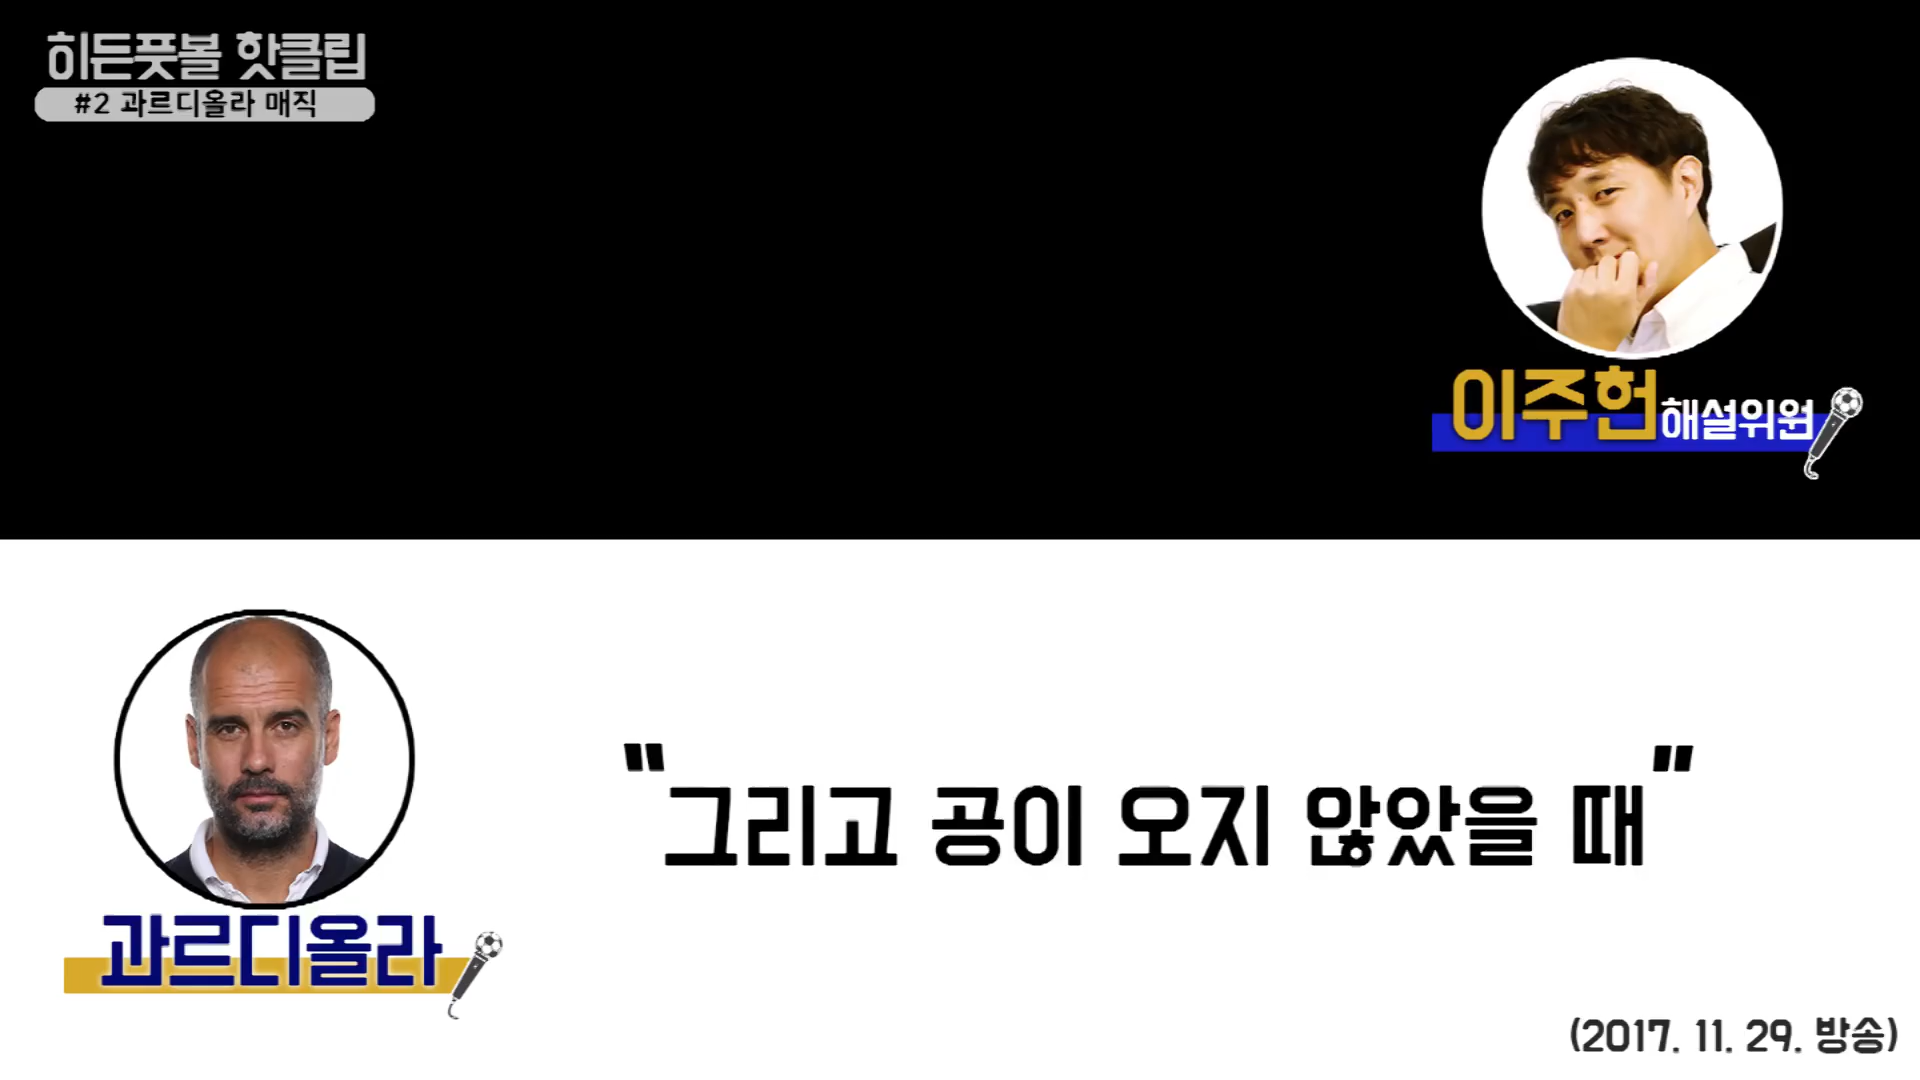 히든풋볼 핫클립
#2 과르디올라 매직
이주헌해설위원
"그리고 공이 오지 않았을 때"
과르디올라
(2017. 11. 29. 방송)